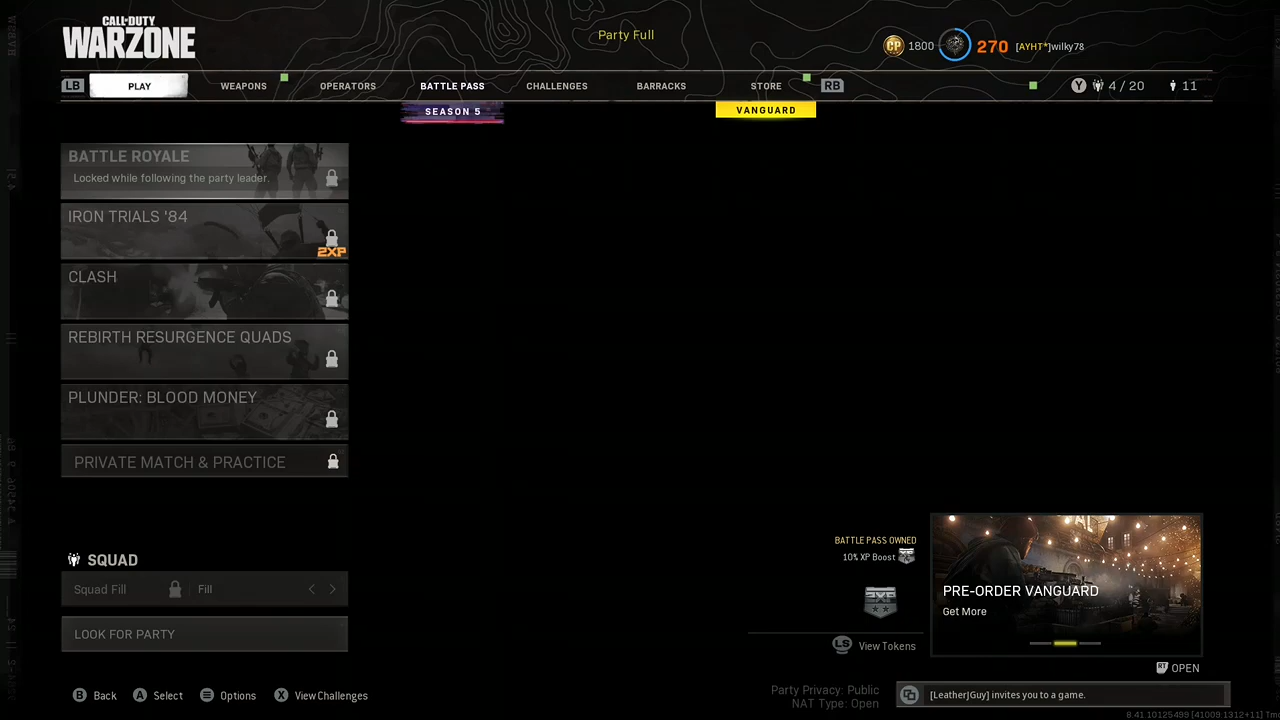 CALL OF DUTY
WARZONE
Party Full
CP 1800 270 [AYHT*]wilky78
LB PLAY WEAPONS OPERATORS BATTLE PASS CHALLENGES BARRACKS STORE RB Y 4 / 20 11
SEASON 5 VANGUARD
BATTLE ROYALE
Locked while following the party leader.
IRON TRIALS '84
2XP
CLASH
REBIRTH RESURGENCE QUADS
PLUNDER: BLOOD MONEY
PRIVATE MATCH & PRACTICE
SQUAD
Squad Fill Fill
LOOK FOR PARTY
B Back A Select Options X View Challenges
BATTLE PASS OWNED
10% XP Boost
2XP
LS View Tokens
PRE-ORDER VANGUARD
Get More
RT OPEN
Party Privacy: Public
NAT Type: Open
[LeatherJGuy] invites you to a game.